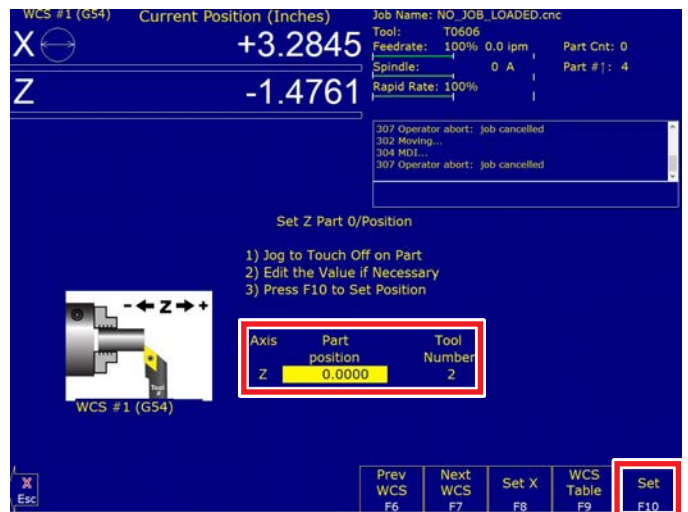 WCS #1 (G54) Current Position (Inches)
X +3.2845
Z -1.4761
Job Name: NO_JOB_LOADED.cnc
Tool: T0606
Feedrate: 100% 0.0 ipm Part Cnt: 0
Spindle: 0 A Part #↑: 4
Rapid Rate: 100%
307 Operator abort: job cancelled
302 Moving...
304 MDI...
307 Operator abort: job cancelled
Set Z Part 0/Position
1) Jog to Touch Off on Part
2) Edit the Value if Necessary
3) Press F10 to Set Position
- Z +
Tool
#
WCS #1 (G54)
Axis Part position Tool Number
Z 0.0000 2
X
Esc
Prev WCS F6
Next WCS F7
Set X F8
WCS Table F9
Set F10